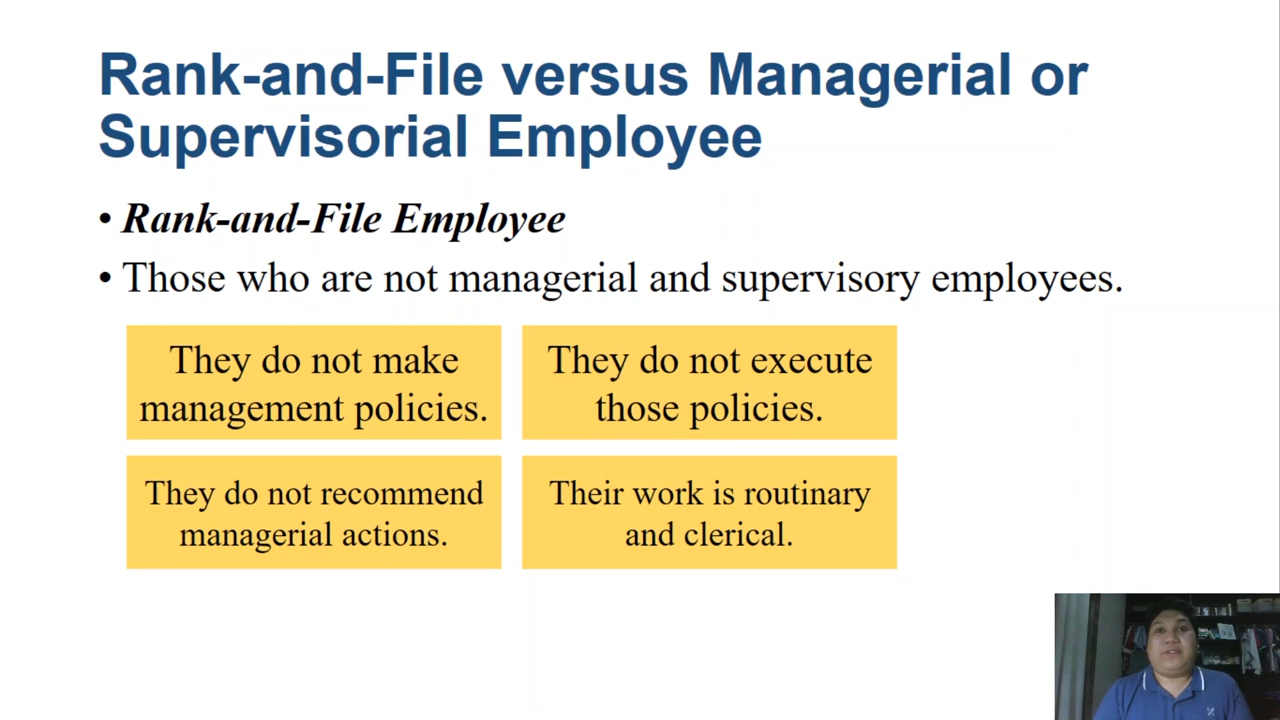 Rank-and-File versus Managerial or
Supervisorial Employee
• Rank-and-File Employee
• Those who are not managerial and supervisory employees.
They do not make
management policies.
They do not execute
those policies.
They do not recommend
managerial actions.
Their work is routinary
and clerical.